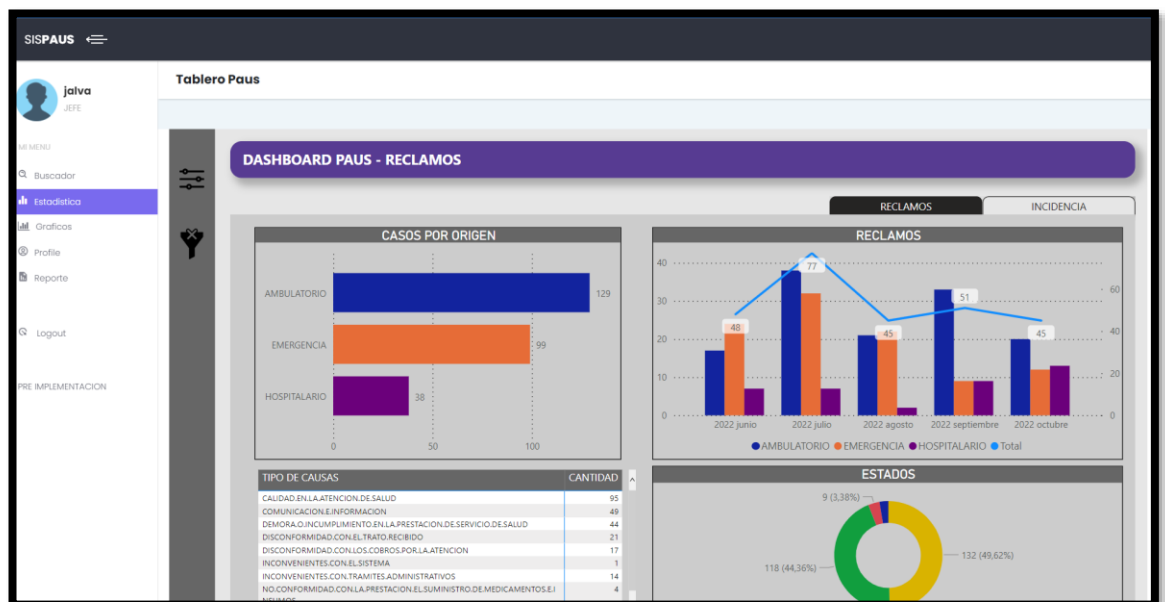 SISPAUS
jalva
JEFE
MI MENU
Buscador
Estadistica
Graficos
Profile
Reporte
Logout
PRE IMPLEMENTACION
Tablero Paus
DASHBOARD PAUS - RECLAMOS
RECLAMOS
INCIDENCIA
CASOS POR ORIGEN
AMBULATORIO
129
EMERGENCIA
99
HOSPITALARIO
38
0 50 100
RECLAMOS
40
30
20
10
0
60
40
20
0
48
77
45
51
45
2022 junio 2022 julio 2022 agosto 2022 septiembre 2022 octubre
AMBULATORIO EMERGENCIA HOSPITALARIO Total
TIPO DE CAUSAS CANTIDAD
CALIDAD.EN.LA.ATENCION.DE.SALUD 95
COMUNICACION.E.INFORMACION 49
DEMORA.O.INCUMPLIMIENTO.EN.LA.PRESTACION.DE.SERVICIO.DE.SALUD 44
DISCONFORMIDAD.CON.EL.TRATO.RECIBIDO 21
DISCONFORMIDAD.CON.LOS.COBROS.POR.LA.ATENCION 17
INCONVENIENTES.CON.EL.SISTEMA 1
INCONVENIENTES.CON.TRAMITES.ADMINISTRATIVOS 14
NO.CONFORMIDAD.CON.LA.PRESTACION.EL.SUMINISTRO.DE.MEDICAMENTOS.E.I 4
ESTADOS
9 (3,38%)
132 (49,62%)
118 (44,36%)